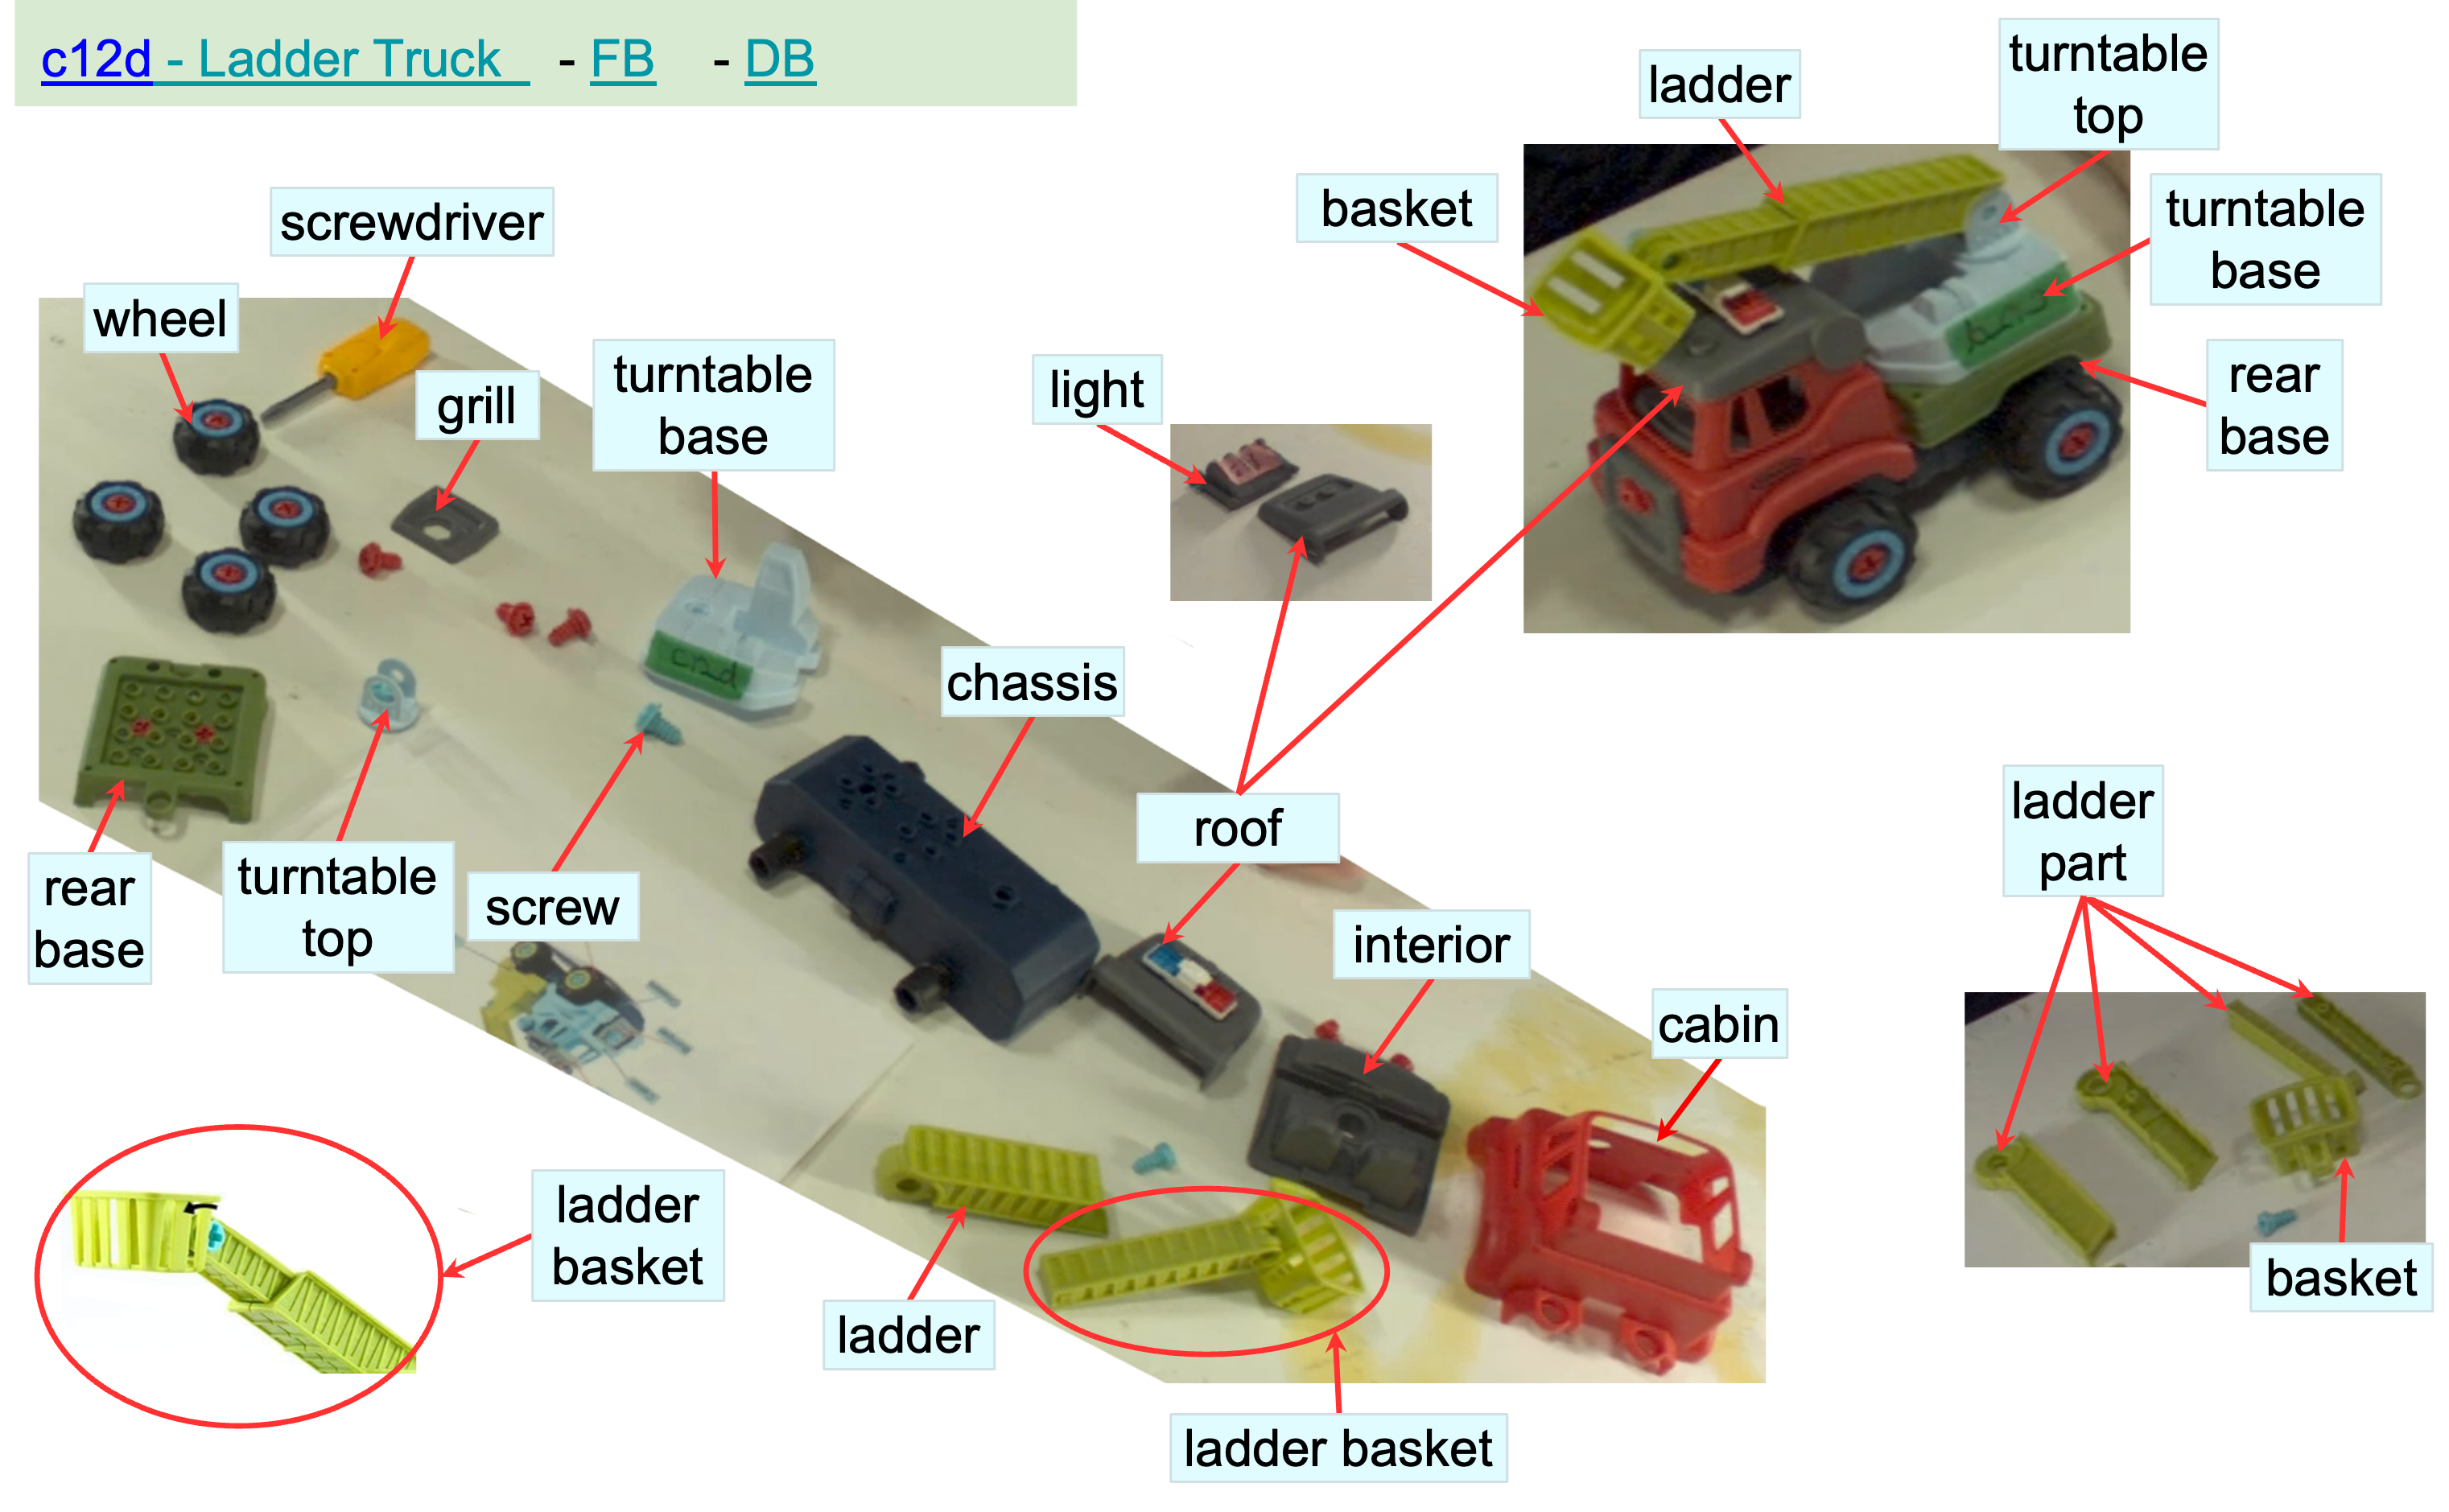 c12d - Ladder Truck - FB - DB
ladder
turntable
top
basket
turntable
base
screwdriver
wheel
grill
turntable
base
light
rear
base
c12d
chassis
roof
ladder
part
rear
base
turntable
top
screw
interior
cabin
ladder
basket
ladder
basket
ladder basket